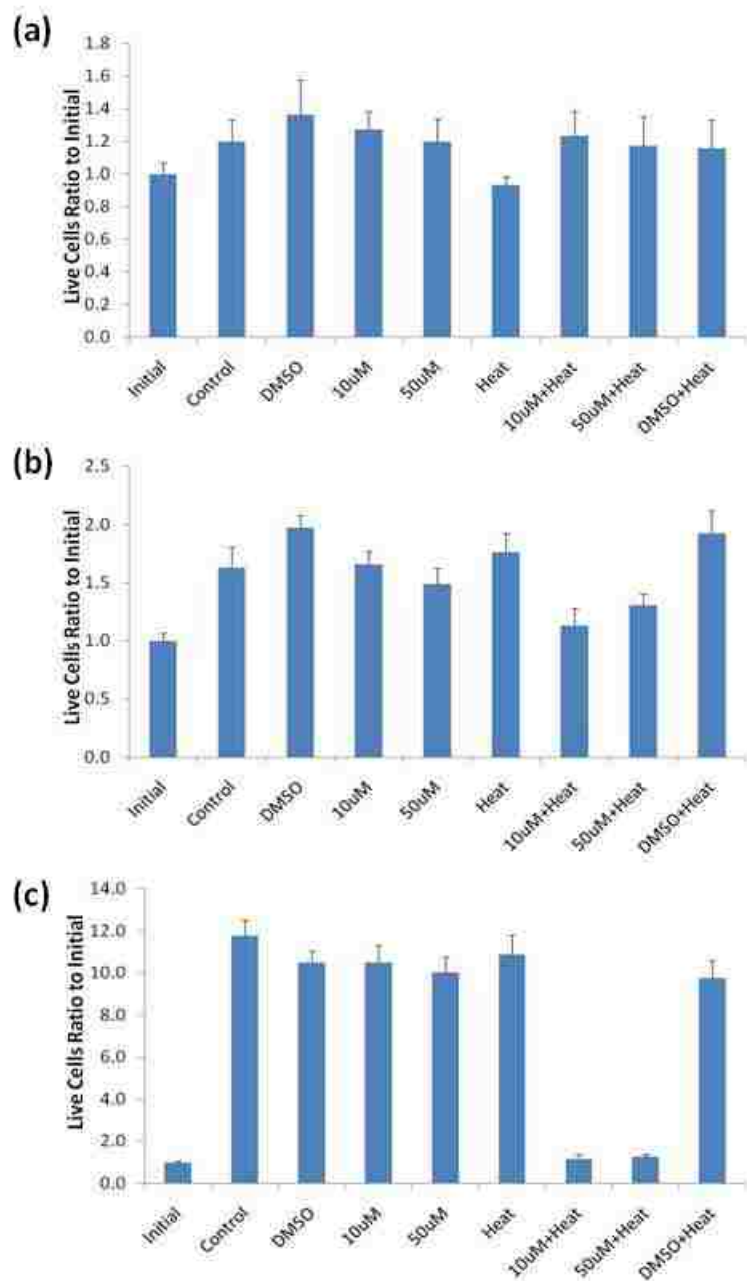 (a)
Live Cells Ratio to Initial
1.8
1.6
1.4
1.2
1.0
0.8
0.6
0.4
0.2
0.0
Initial
Control
DMSO
10uM
50uM
Heat
10uM+Heat
50uM+Heat
DMSO+Heat
(b)
Live Cells Ratio to Initial
2.5
2.0
1.5
1.0
0.5
0.0
Initial
Control
DMSO
10uM
50uM
Heat
10uM+Heat
50uM+Heat
DMSO+Heat
(c)
Live Cells Ratio to Initial
14.0
12.0
10.0
8.0
6.0
4.0
2.0
0.0
Initial
Control
DMSO
10uM
50uM
Heat
10uM+Heat
50uM+Heat
DMSO+Heat